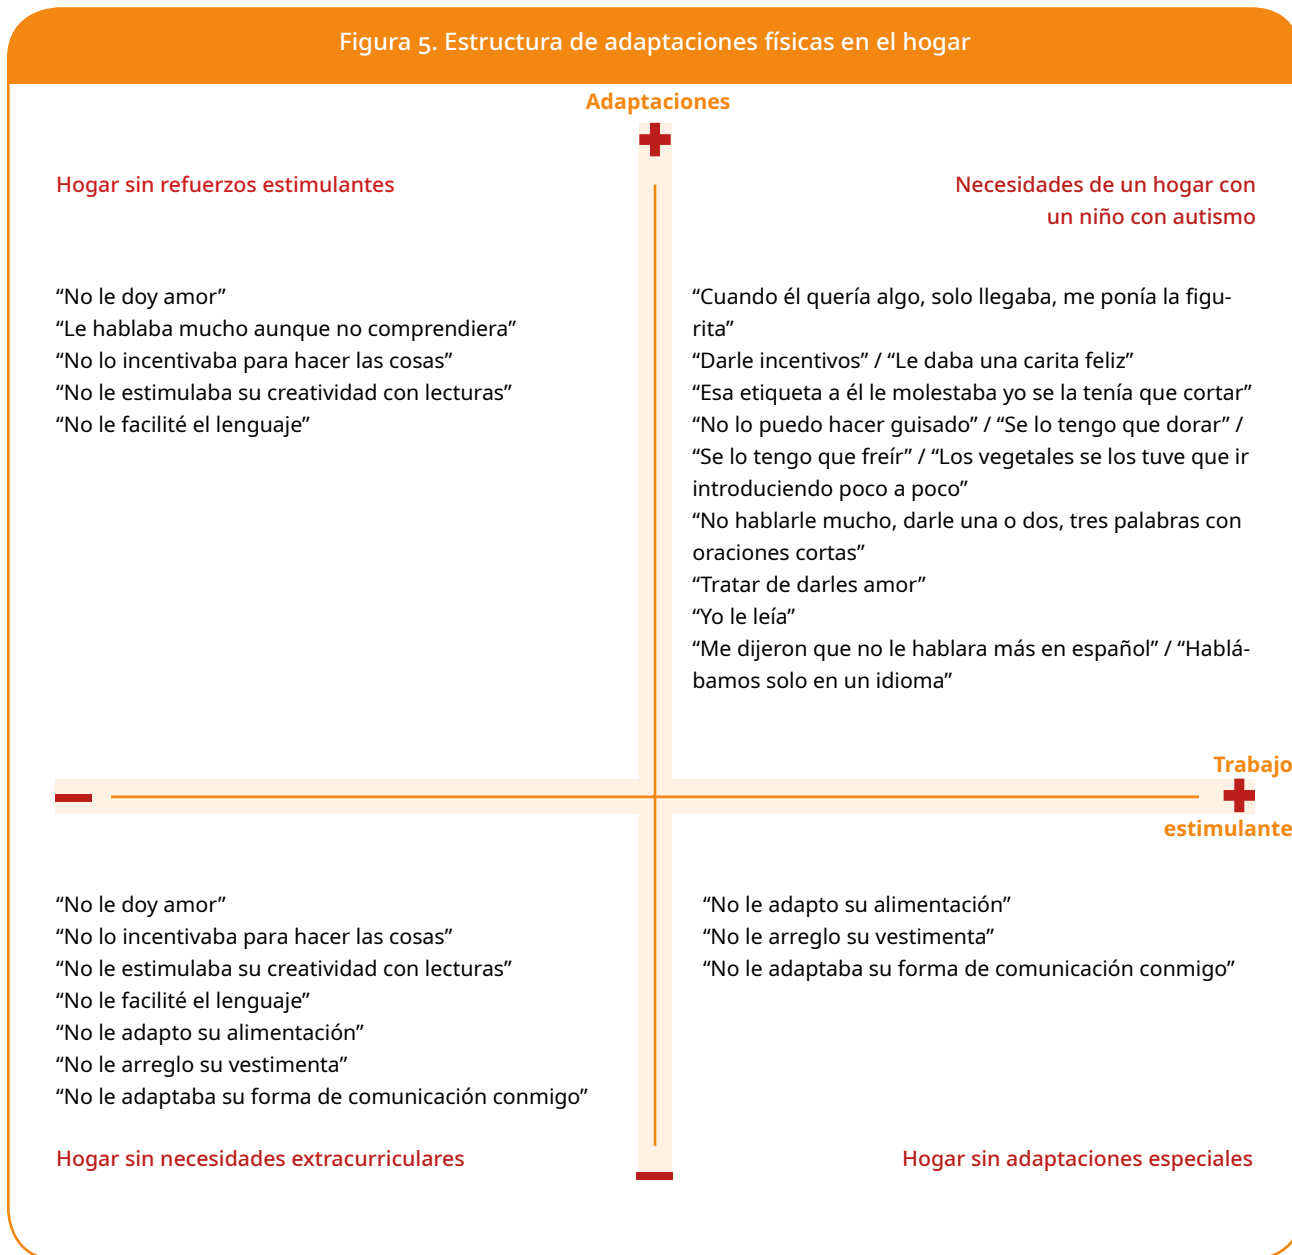 Figura 5. Estructura de adaptaciones físicas en el hogar
Adaptaciones
Hogar sin refuerzos estimulantes
“No le doy amor”
“Le hablaba mucho aunque no comprendiera”
“No lo incentivaba para hacer las cosas”
“No le estimulaba su creatividad con lecturas”
“No le facilité el lenguaje”
Necesidades de un hogar con
un niño con autismo
“Cuando él quería algo, solo llegaba, me ponía la figu-
rita”
“Darle incentivos” / “Le daba una carita feliz”
“Esa etiqueta a él le molestaba yo se la tenía que cortar”
“No lo puedo hacer guisado” / “Se lo tengo que dorar” /
“Se lo tengo que freír” / “Los vegetales se los tuve que ir
introduciendo poco a poco”
“No hablarle mucho, darle una o dos, tres palabras con
oraciones cortas”
“Tratar de darles amor”
“Yo le leía”
“Me dijeron que no le hablara más en español” / “Hablá-
bamos solo en un idioma”
Trabajo
estimulante
“No le doy amor”
“No lo incentivaba para hacer las cosas”
“No le estimulaba su creatividad con lecturas”
“No le facilité el lenguaje”
“No le adapto su alimentación”
“No le arreglo su vestimenta”
“No le adaptaba su forma de comunicación conmigo”
Hogar sin necesidades extracurriculares
“No le adapto su alimentación”
“No le arreglo su vestimenta”
“No le adaptaba su forma de comunicación conmigo”
Hogar sin adaptaciones especiales